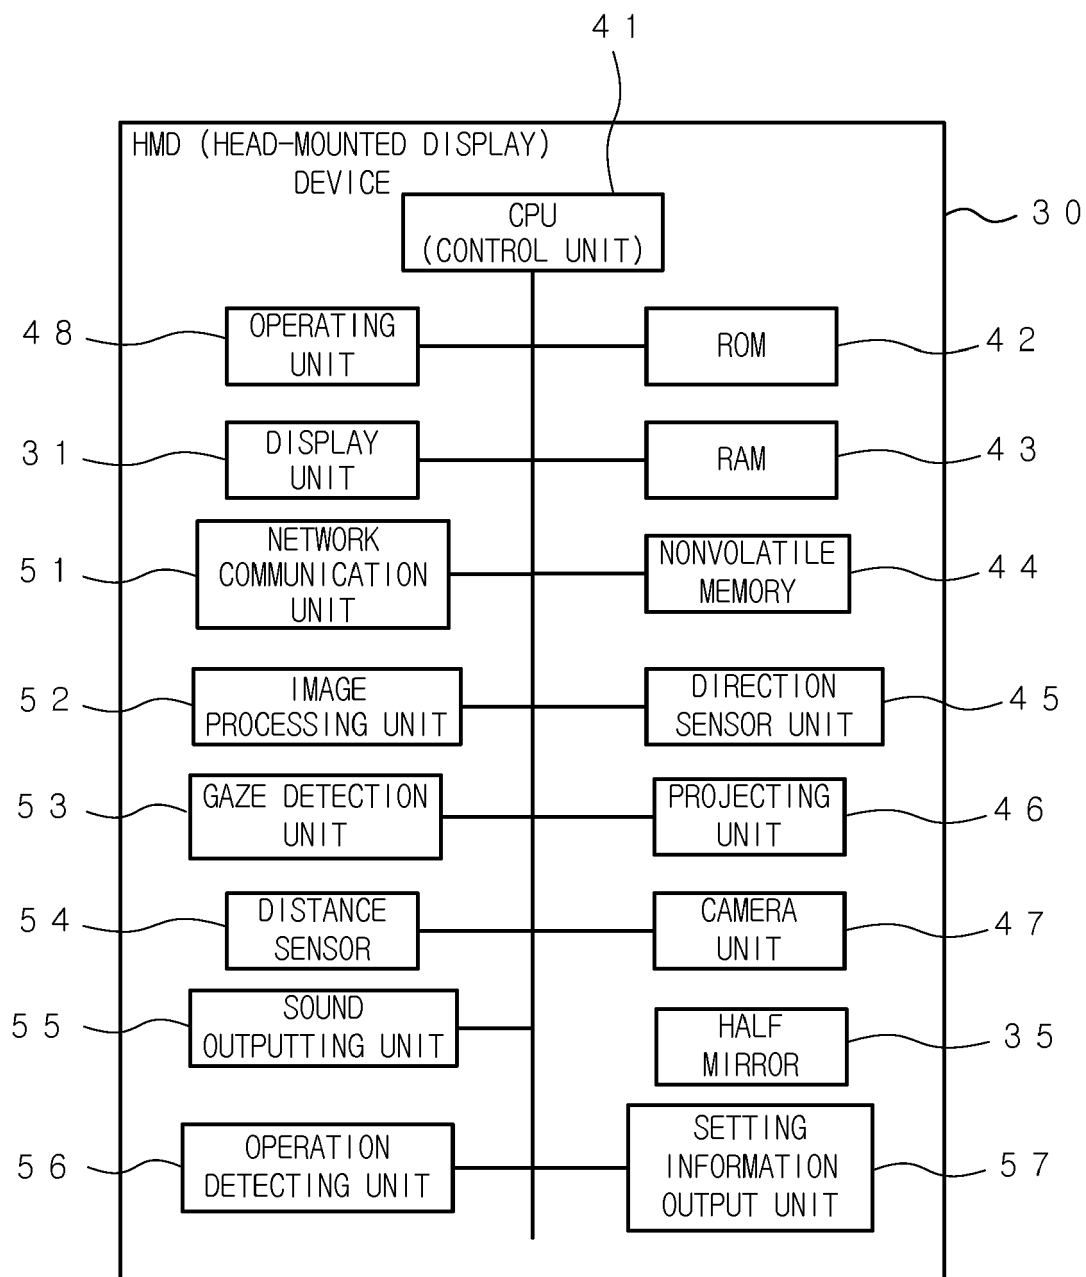 41
HMD (HEAD-MOUNTED DISPLAY)
DEVICE
CPU
(CONTROL UNIT)
30
48
OPERATING
UNIT
ROM
42
31
DISPLAY
UNIT
RAM
43
51
NETWORK
COMMUNICATION
UNIT
NONVOLATILE
MEMORY
44
52
IMAGE
PROCESSING UNIT
DIRECTION
SENSOR UNIT
45
53
GAZE DETECTION
UNIT
PROJECTING
UNIT
46
54
DISTANCE
SENSOR
CAMERA
UNIT
47
55
SOUND
OUTPUTTING UNIT
HALF
MIRROR
35
56
OPERATION
DETECTING UNIT
SETTING
INFORMATION
OUTPUT UNIT
57